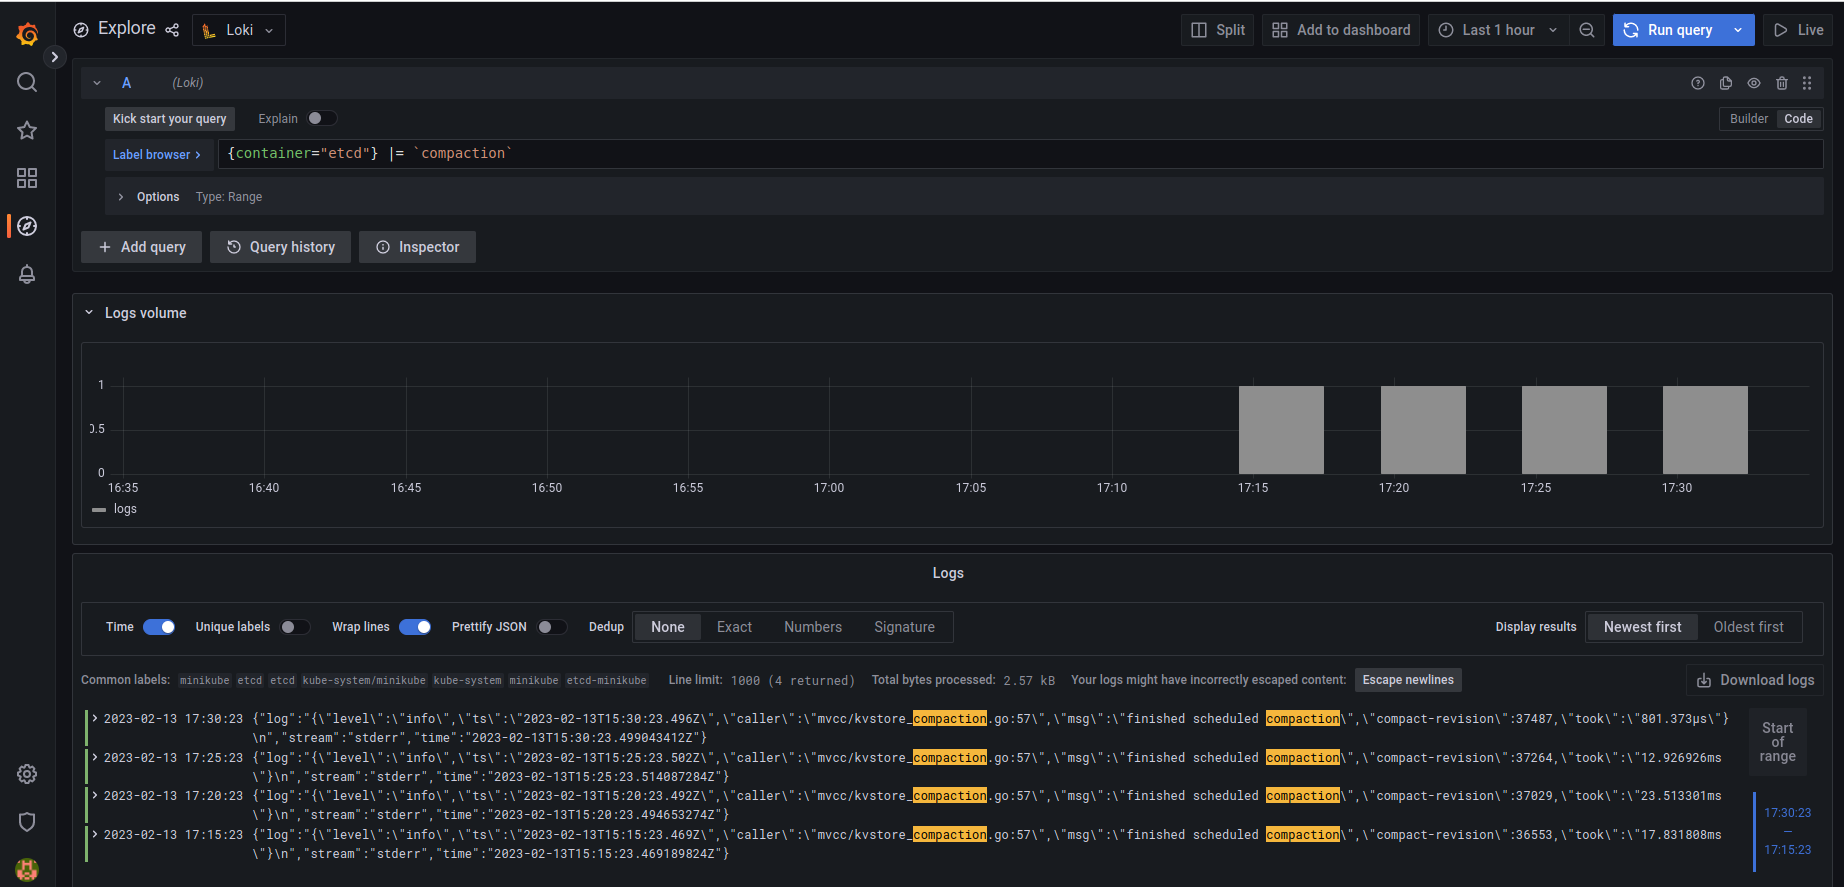 Explore Loki Split Add to dashboard Last 1 hour Run query Live
A (Loki)
Kick start your query Explain Builder Code
Label browser > {container="etcd"} |= `compaction`
Options Type: Range
+ Add query Query history Inspector
Logs volume
1
0.5
0
16:35 16:40 16:45 16:50 16:55 17:00 17:05 17:10 17:15 17:20 17:25 17:30
logs
Logs
Time Unique labels Wrap lines Prettify JSON Dedup None Exact Numbers Signature Display results Newest first Oldest first
Common labels: minikube etcd etcd kube-system/minikube kube-system minikube etcd-minikube Line limit: 1000 (4 returned) Total bytes processed: 2.57 kB Your logs might have incorrectly escaped content: Escape newlines Download logs
2023-02-13 17:30:23 {"log":"{\"level\":\"info\",\"ts\":\"2023-02-13T15:30:23.496Z\",\"caller\":\"mvcc/kvstore_compaction.go:57\",\"msg\":\"finished scheduled compaction\",\"compact-revision\":37487,\"took\":\"801.373µs\"}
\n","stream":"stderr","time":"2023-02-13T15:30:23.499043412Z"}
2023-02-13 17:25:23 {"log":"{\"level\":\"info\",\"ts\":\"2023-02-13T15:25:23.502Z\",\"caller\":\"mvcc/kvstore_compaction.go:57\",\"msg\":\"finished scheduled compaction\",\"compact-revision\":37264,\"took\":\"12.926926ms
\"}\n","stream":"stderr","time":"2023-02-13T15:25:23.514087284Z"}
2023-02-13 17:20:23 {"log":"{\"level\":\"info\",\"ts\":\"2023-02-13T15:20:23.492Z\",\"caller\":\"mvcc/kvstore_compaction.go:57\",\"msg\":\"finished scheduled compaction\",\"compact-revision\":37029,\"took\":\"23.513301ms
\"}\n","stream":"stderr","time":"2023-02-13T15:20:23.494653274Z"}
2023-02-13 17:15:23 {"log":"{\"level\":\"info\",\"ts\":\"2023-02-13T15:15:23.469Z\",\"caller\":\"mvcc/kvstore_compaction.go:57\",\"msg\":\"finished scheduled compaction\",\"compact-revision\":36553,\"took\":\"17.831808ms
\"}\n","stream":"stderr","time":"2023-02-13T15:15:23.469189824Z"}
Start
of
range
17:30:23
—
17:15:23